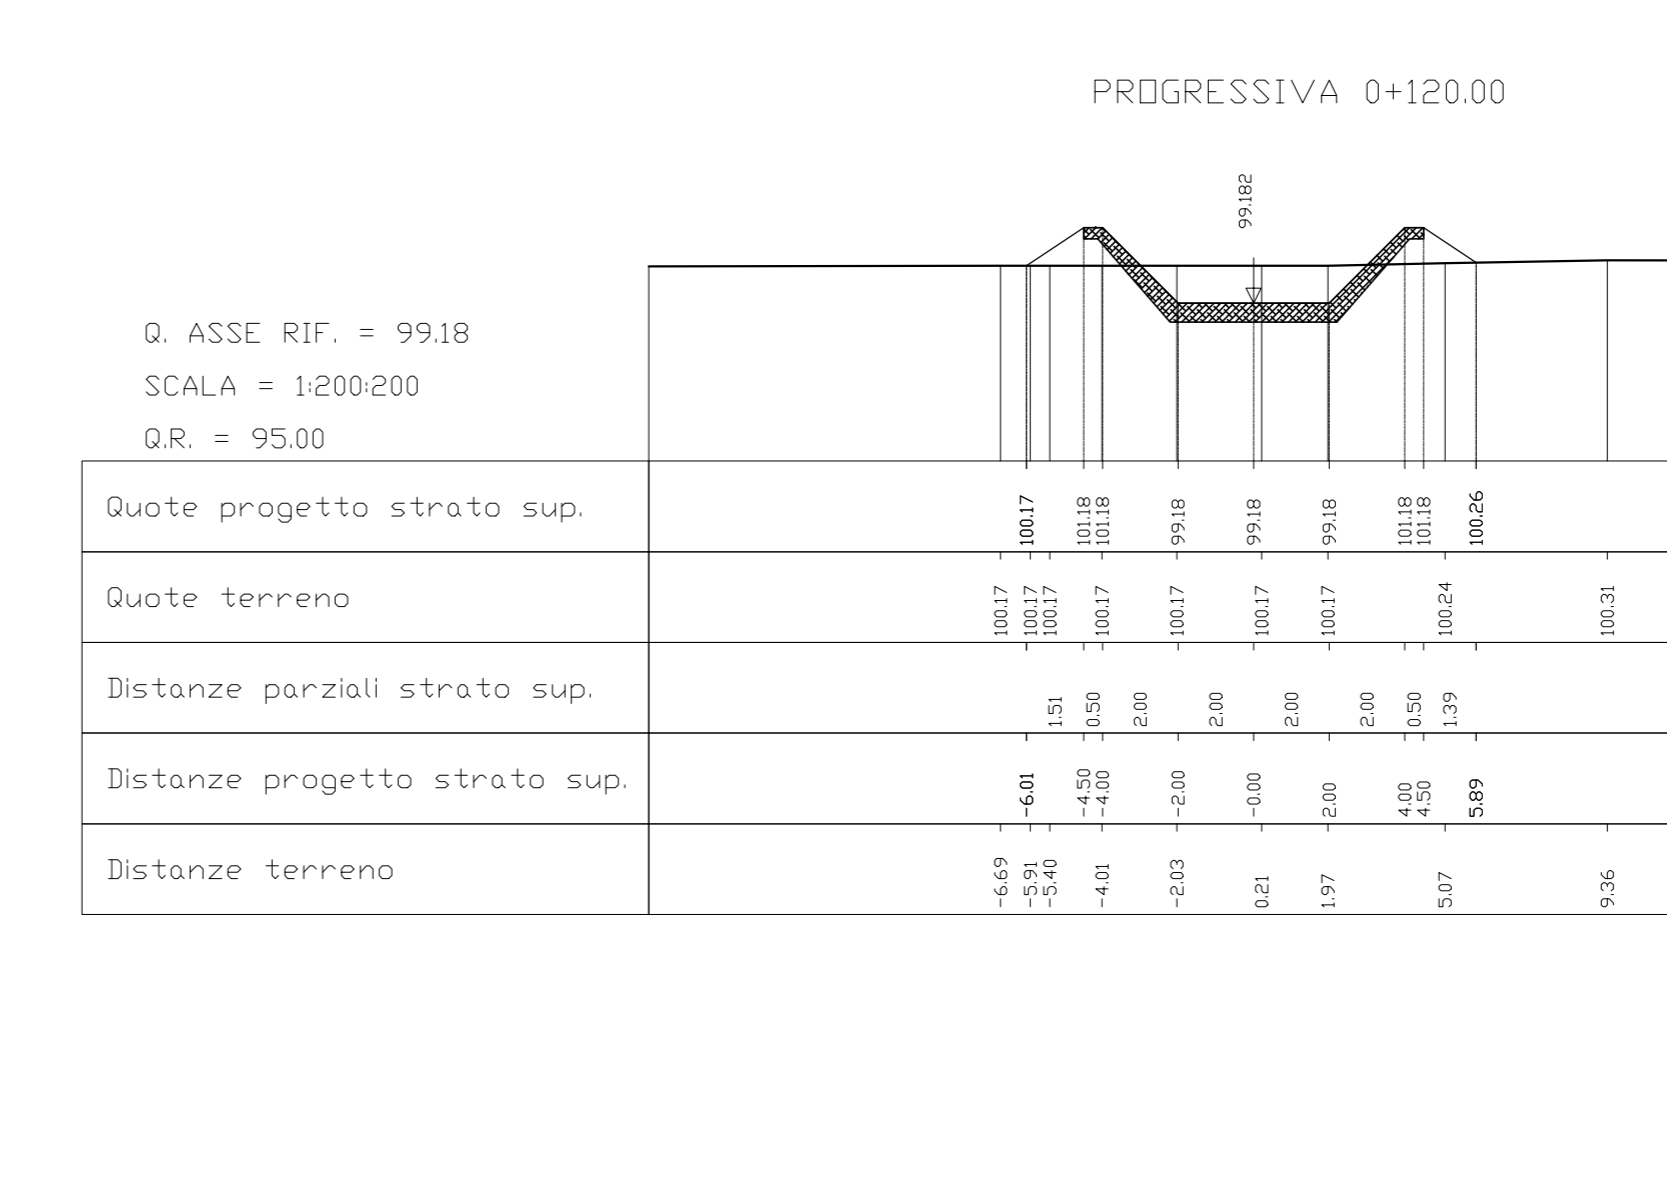 PROGRESSIVA 0+120.00
99.182
Q. ASSE RIF. = 99.18
SCALA = 1:200:200
Q.R. = 95.00
Quote progetto strato sup. 100.17 101.18 101.18 99.18 99.18 99.18 101.18 101.18 100.26
Quote terreno 100.17 100.17 100.17 100.17 100.17 100.17 100.17 100.24 100.31
Distanze parziali strato sup. 1.51 0.50 2.00 2.00 2.00 2.00 0.50 1.39
Distanze progetto strato sup. -6.01 -4.50 -4.00 -2.00 -0.00 2.00 4.00 4.50 5.89
Distanze terreno -6.69 -5.91 -5.40 -4.01 -2.03 0.21 1.97 5.07 9.36